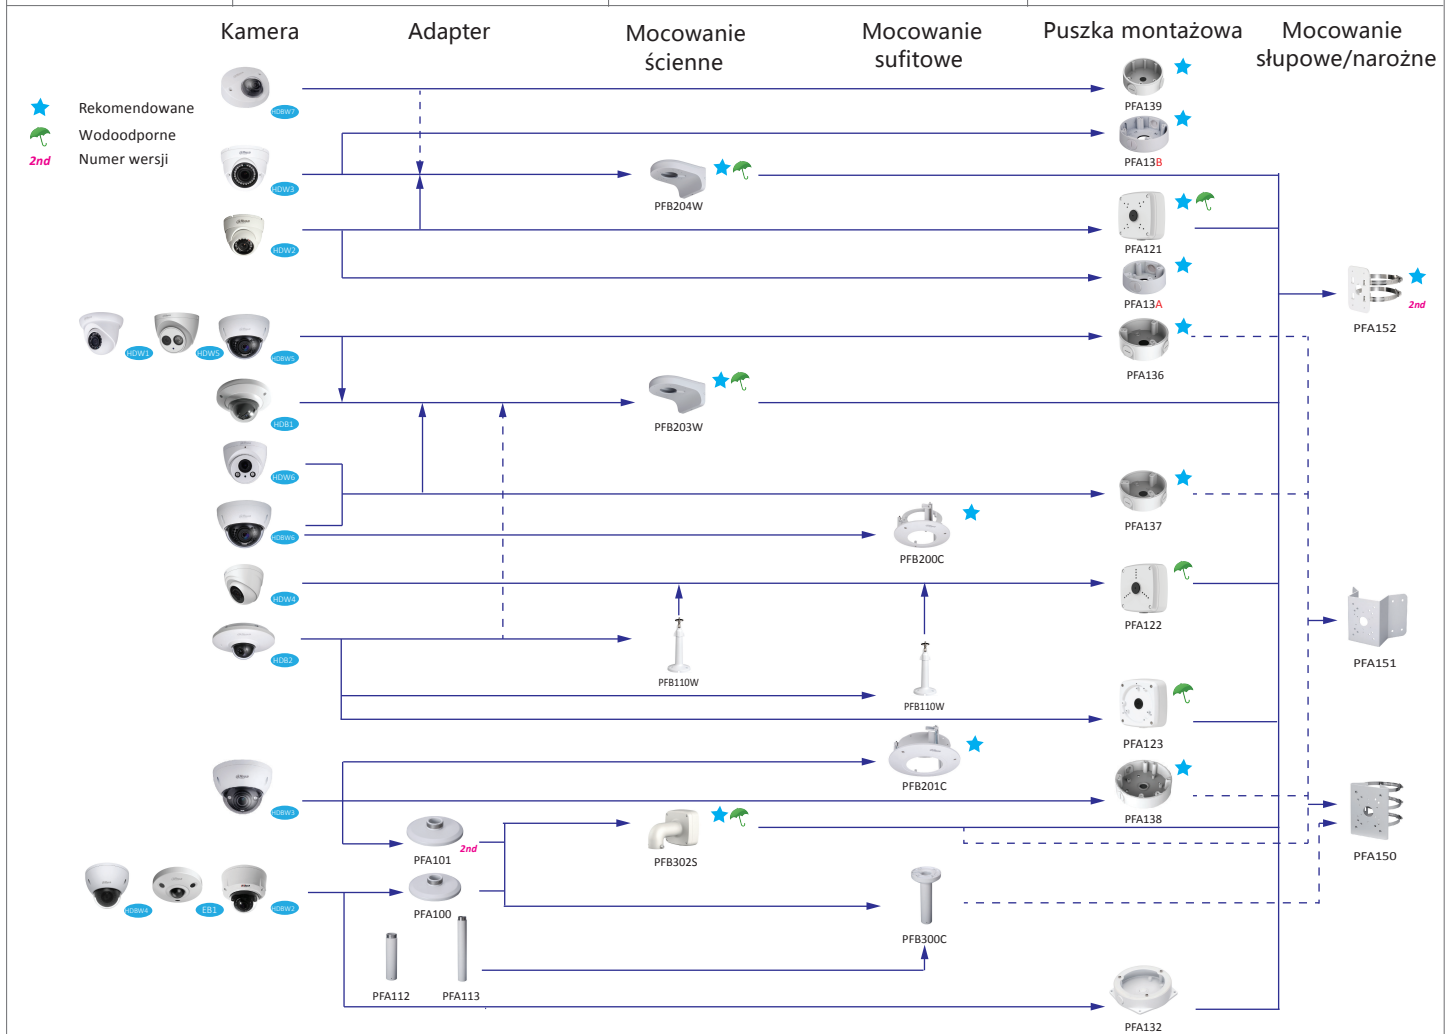 Kamera
Adapter
Mocowanie
ścienne
Mocowanie
sufitowe
Puszka montażowa
Mocowanie
słupowe/narożne
Rekomendowane
Wodoodporne
2nd Numer wersji
HDBW7
PFA139
HDW3
PFA13B
PFB204W
HDW2
PFA121
PFA13A
2nd
PFA152
HDW1
HDW5
HDBW5
PFA136
HDB1
PFB203W
HDW6
HDBW6
PFB200C
PFA137
HDW4
PFA122
HDB2
PFB110W
PFB110W
PFA151
PFA123
PFB201C
HDBW3
PFA138
PFA101
2nd
PFB302S
PFA150
HDBW4
EB1
HDBW2
PFA100
PFB300C
PFA112
PFA113
PFA132